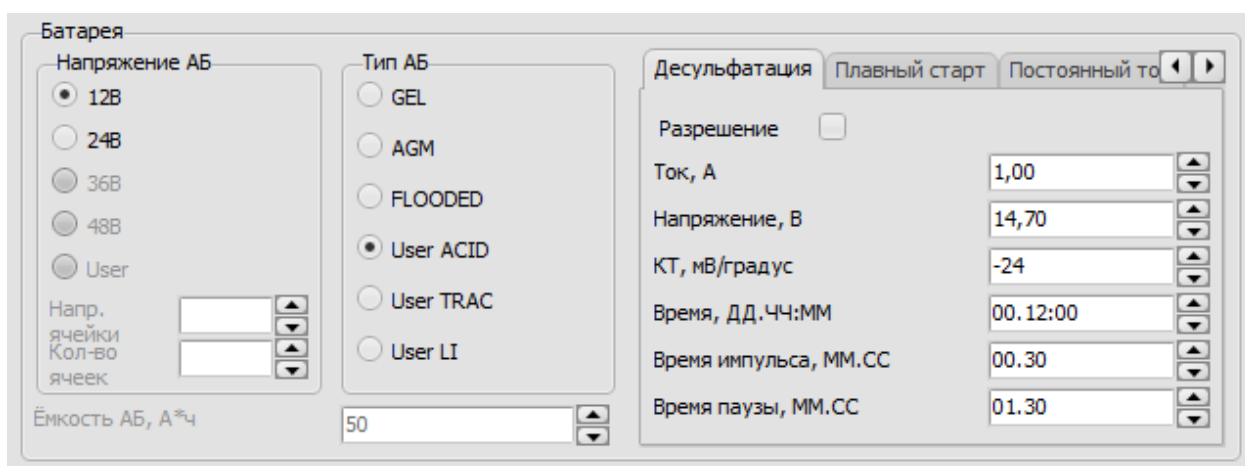 Батарея
Напряжение АБ
12В
24В
36В
48В
User
Напр.
ячейки
Кол-во
ячеек
Тип АБ
GEL
AGM
FLOODED
User ACID
User TRAC
User LI
Ёмкость АБ, А*ч
50
Десульфатация Плавный старт Постоянный то
Разрешение
Ток, А 1,00
Напряжение, В 14,70
КТ, мВ/градус -24
Время, ДД.ЧЧ:ММ 00.12:00
Время импульса, ММ.СС 00.30
Время паузы, ММ.СС 01.30